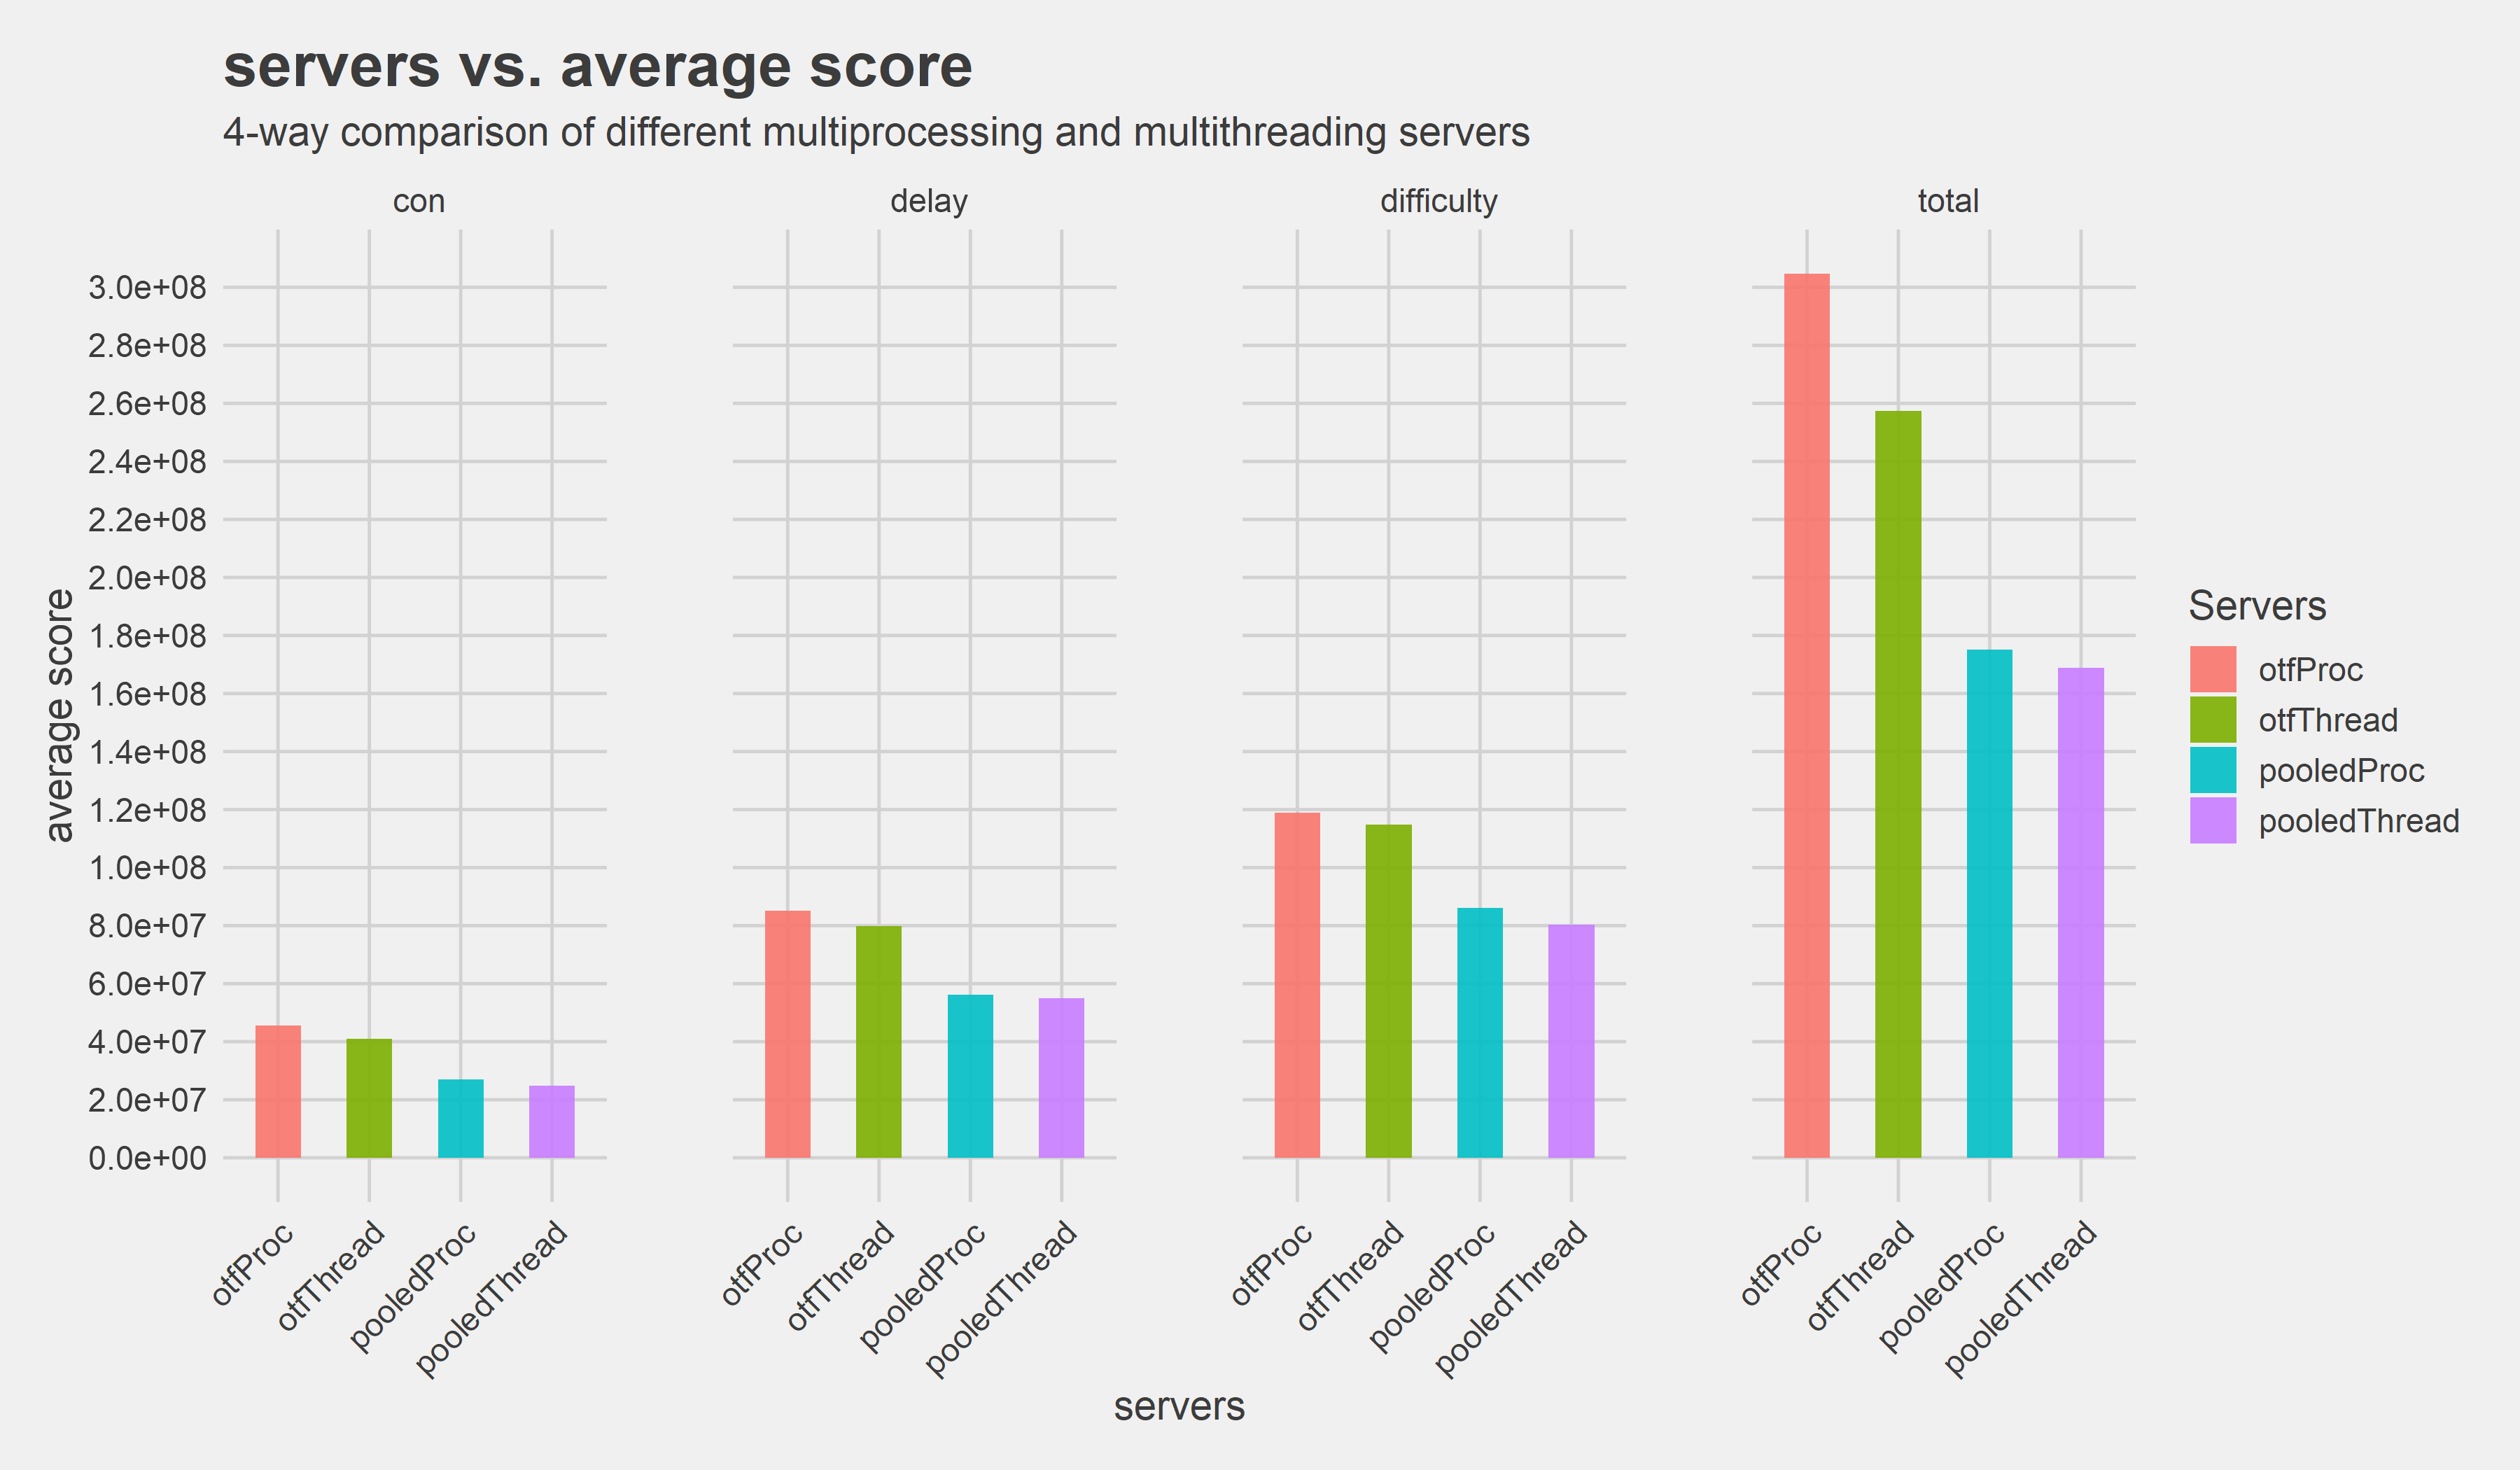 servers vs. average score
4-way comparison of different multiprocessing and multithreading servers
con
delay
difficulty
total
average score
3.0e+08
2.8e+08
2.6e+08
2.4e+08
2.2e+08
2.0e+08
1.8e+08
1.6e+08
1.4e+08
1.2e+08
1.0e+08
8.0e+07
6.0e+07
4.0e+07
2.0e+07
0.0e+00
otfProc
otfThread
pooledProc
pooledThread
otfProc
otfThread
pooledProc
pooledThread
otfProc
otfThread
pooledProc
pooledThread
otfProc
otfThread
pooledProc
pooledThread
servers
Servers
otfProc
otfThread
pooledProc
pooledThread